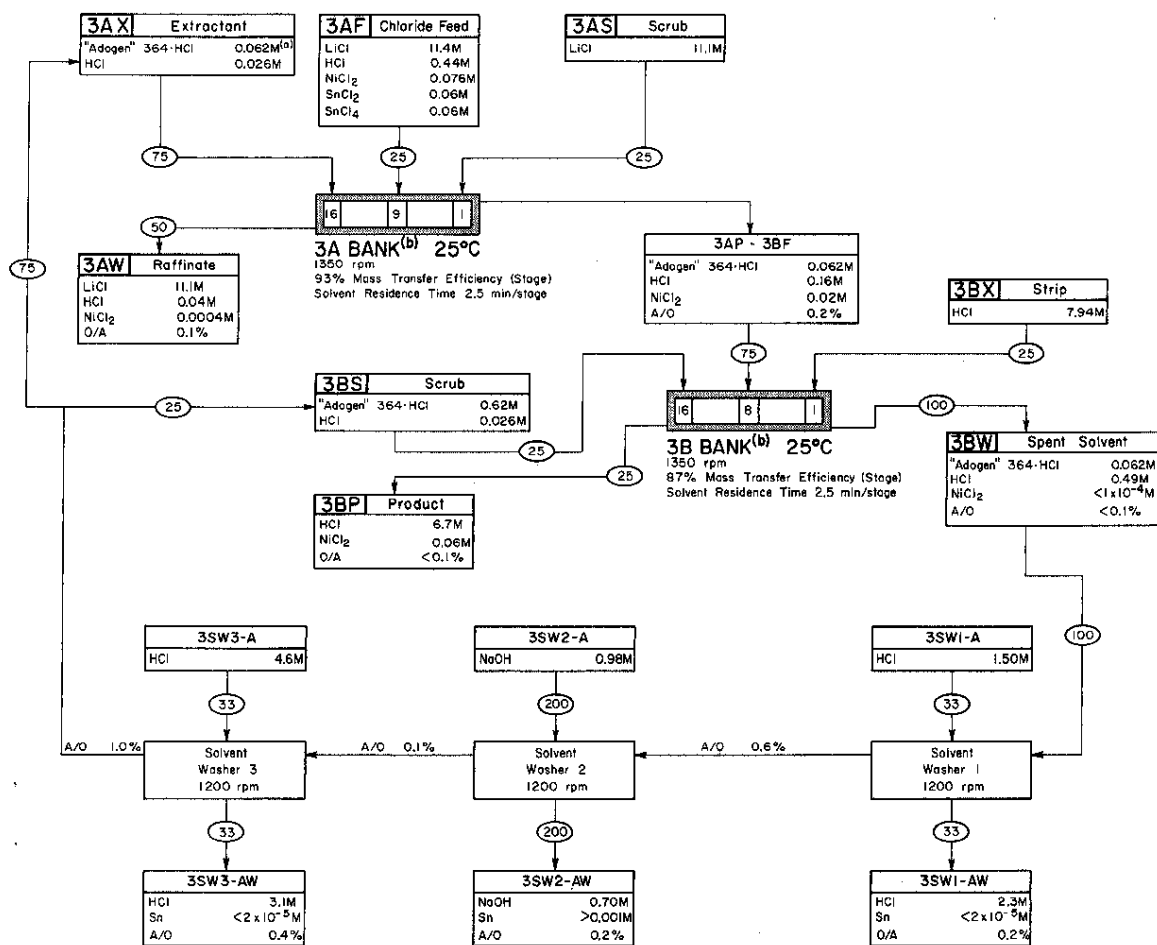 3AX Extractant
"Adogen" 364·HCl 0.062M(a)
HCl 0.026M
3AF Chloride Feed
LiCl 11.4M
HCl 0.44M
NiCl2 0.076M
SnCl2 0.06M
SnCl4 0.06M
3AS Scrub
LiCl 11.1M
75
25
25
16 9 1
3A BANK(b) 25°C
1350 rpm
93% Mass Transfer Efficiency (Stage)
Solvent Residence Time 2.5 min/stage
50
75
3AW Raffinate
LiCl 11.1M
HCl 0.04M
NiCl2 0.0004M
O/A 0.1%
3AP - 3BF
"Adogen" 364·HCl 0.062M
HCl 0.16M
NiCl2 0.02M
A/O 0.2%
3BX Strip
HCl 7.94M
75
25
25
3BS Scrub
"Adogen" 364·HCl 0.62M
HCl 0.026M
25
16 8 1
3B BANK(b) 25°C
1350 rpm
87% Mass Transfer Efficiency (Stage)
Solvent Residence Time 2.5 min/stage
100
25
3BP Product
HCl 6.7M
NiCl2 0.06M
O/A <0.1%
3BW Spent Solvent
"Adogen" 364·HCl 0.062M
HCl 0.49M
NiCl2 <1x10-4M
A/O <0.1%
100
3SW3-A
HCl 4.6M
3SW2-A
NaOH 0.98M
3SW1-A
HCl 1.50M
33
200
33
A/O 1.0%
Solvent
Washer 3
1200 rpm
A/O 0.1%
Solvent
Washer 2
1200 rpm
A/O 0.6%
Solvent
Washer 1
1200 rpm
33
200
33
3SW3-AW
HCl 3.1M
Sn <2x10-5M
A/O 0.4%
3SW2-AW
NaOH 0.70M
Sn >0.001M
A/O 0.2%
3SW1-AW
HCl 2.3M
Sn <2x10-5M
O/A 0.2%